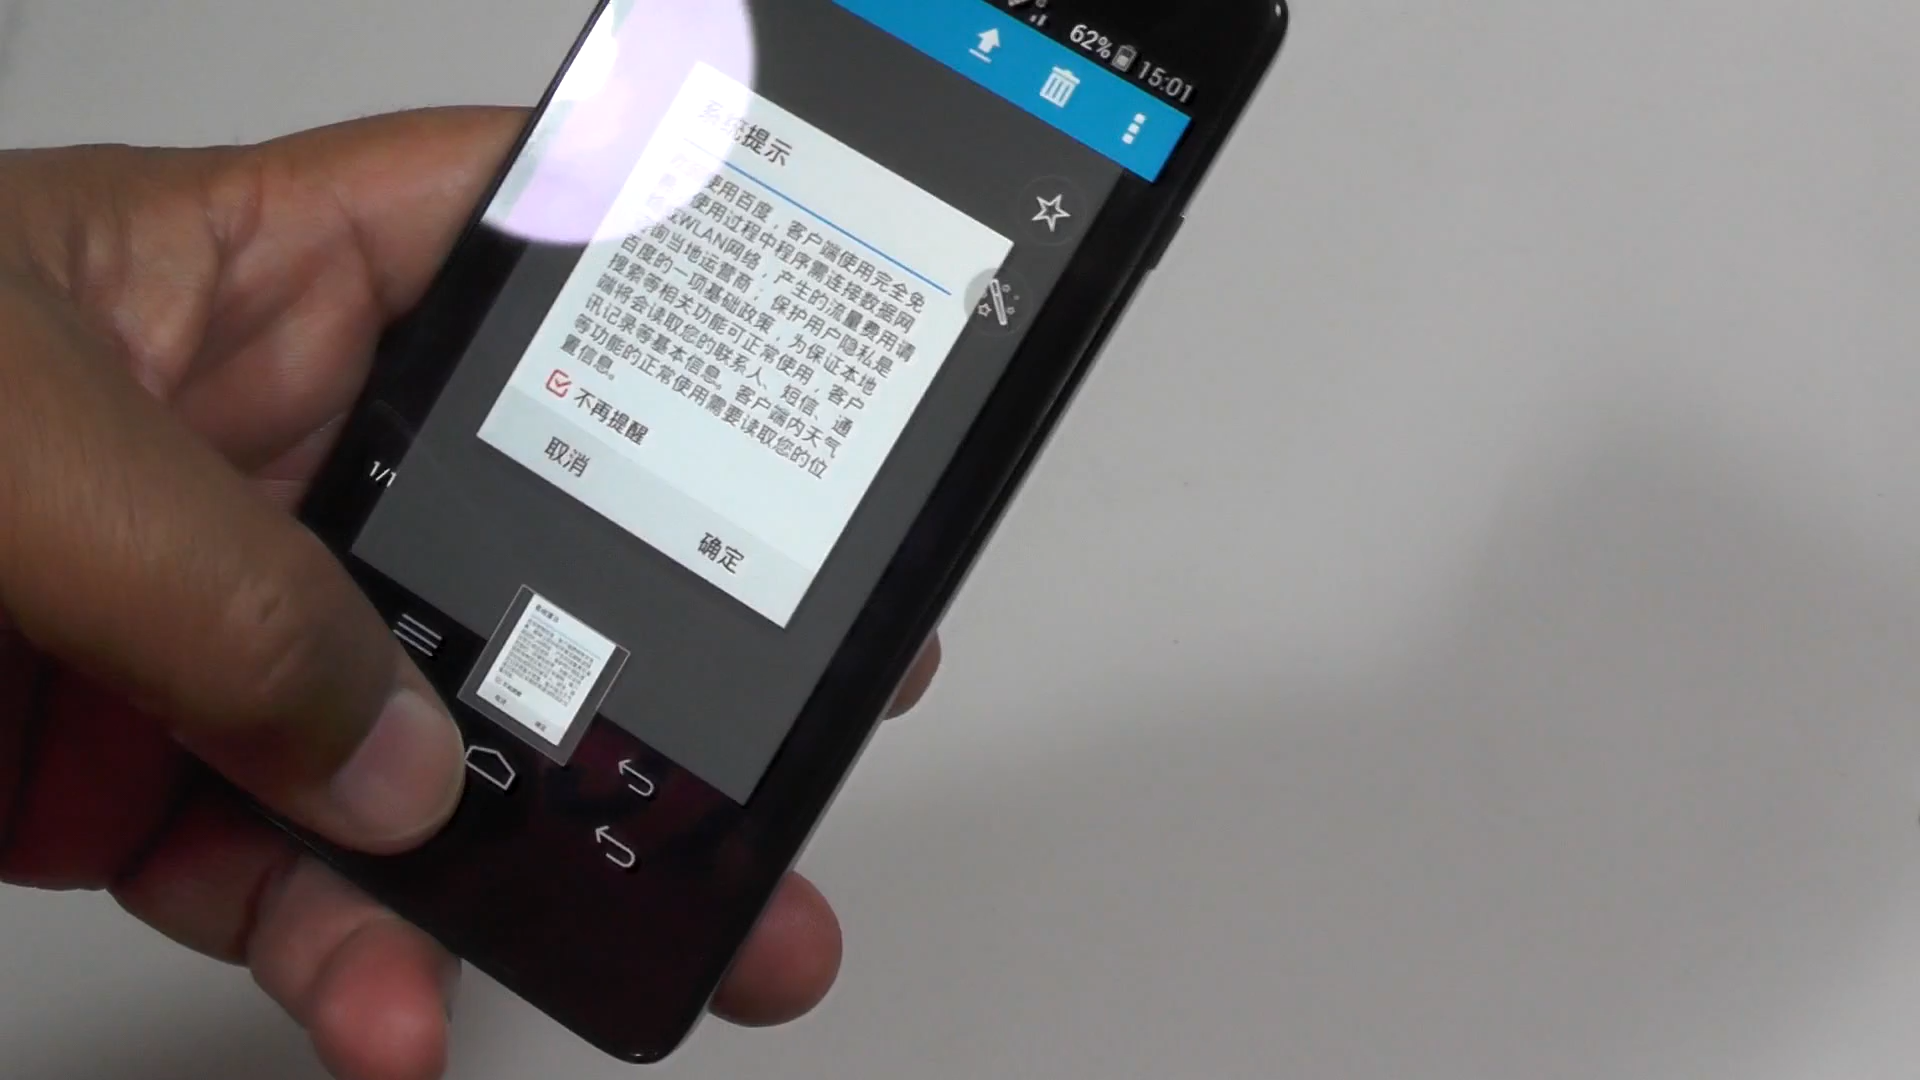 62% 15:01
系统提示
使用百度，客户端使用完全免
使用过程中程序需连接数据网
WLAN网络，产生的流量费用请
询当地运营商；保护用户隐私是
百度的一项基础政策，为保证本地
搜索等相关功能可正常使用，客户
端将会读取您的联系人、短信、通
讯记录等基本信息。客户端内天气
等功能的正常使用需要读取您的位
置信息。
不再提醒
取消
确定
1/1